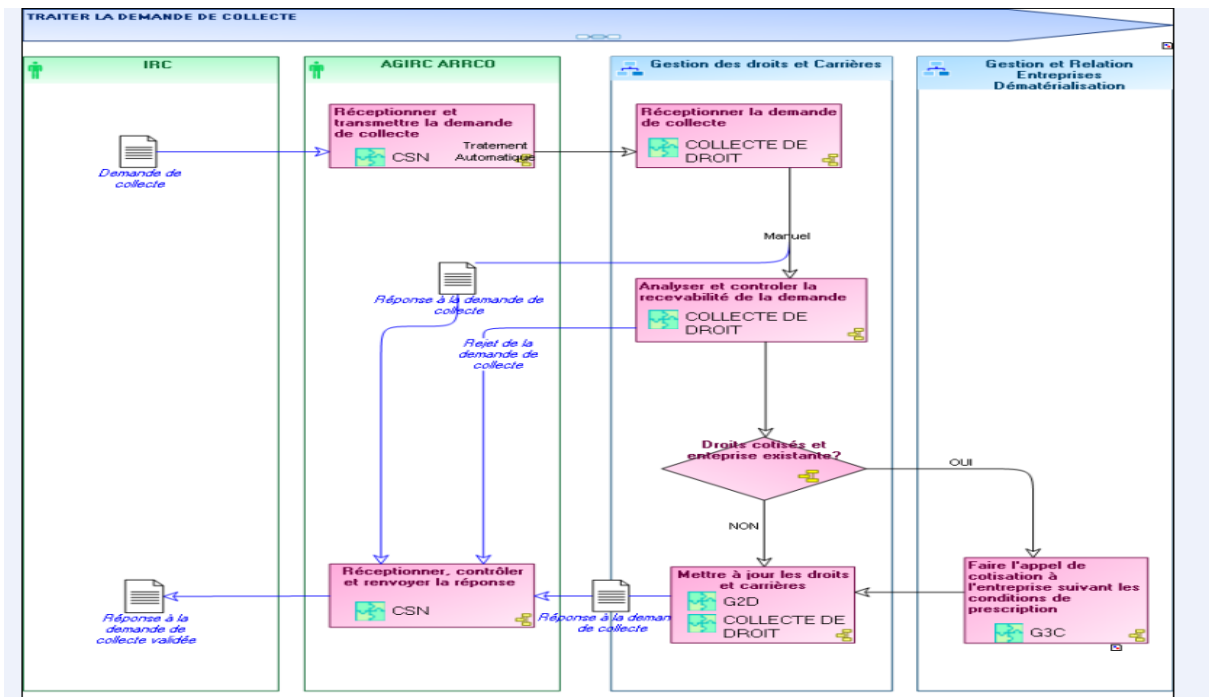 TRAITER LA DEMANDE DE COLLECTE
IRC
AGIRC ARRCO
Gestion des droits et Carrières
Gestion et Relation
Entreprises
Dématérialisation
Réceptionner et
transmettre la demande
de collecte
CSN
Tratement
Automatique
Réceptionner la demande
de collecte
COLLECTE DE
DROIT
Demande de
collecte
Manuel
Réponse à la demande de
collecte
Analyser et controler la
recevabilité de la demande
COLLECTE DE
DROIT
Rejet de la
demande de
collecte
Droits cotisés et
enteprise existante?
OUI
NON
Réceptionner, contrôler
et renvoyer la réponse
CSN
Mettre à jour les droits
et carrières
G2D
COLLECTE DE
DROIT
Faire l'appel de
cotisation à
l'entreprise suivant les
conditions de
prescription
G3C
Réponse à la
demande de
collecte validée
Réponse à la deman
de collecte